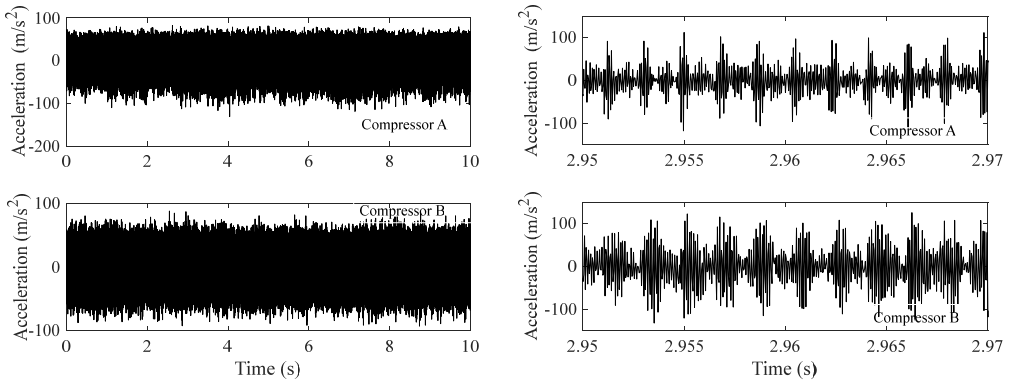 Acceleration (m/s²)
100
0
-100
-200
Compressor A
0 2 4 6 8 10
Acceleration (m/s²)
100
0
-100
Compressor A
2.95 2.955 2.96 2.965 2.97
Acceleration (m/s²)
100
0
-100
Compressor B
0 2 4 6 8 10
Time (s)
Acceleration (m/s²)
100
0
-100
Compressor B
2.95 2.955 2.96 2.965 2.97
Time (s)